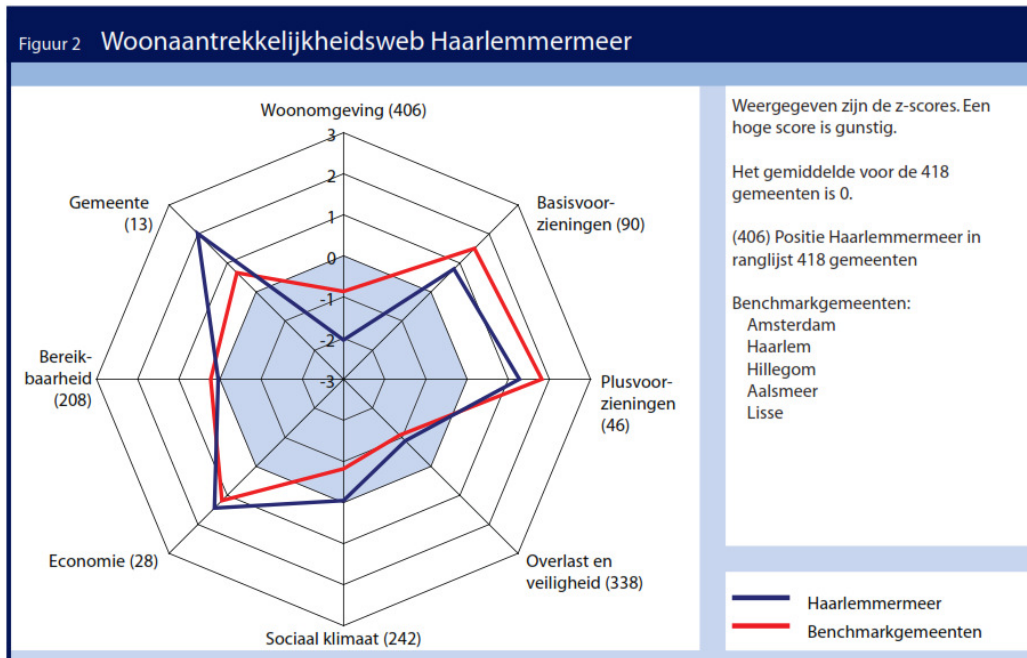 Figuur 2 Woonaantrekkelijkheidsweb Haarlemmermeer
Woonomgeving (406)
3
2
1
0
-1
-2
-3
Basisvoor-
zieningen (90)
Plusvoor-
zieningen
(46)
Overlast en
veiligheid (338)
Sociaal klimaat (242)
Economie (28)
Bereik-
baarheid
(208)
Gemeente
(13)
Weergegeven zijn de z-scores. Een
hoge score is gunstig.
Het gemiddelde voor de 418
gemeenten is 0.
(406) Positie Haarlemmermeer in
ranglijst 418 gemeenten
Benchmarkgemeenten:
Amsterdam
Haarlem
Hillegom
Aalsmeer
Lisse
Haarlemmermeer
Benchmarkgemeenten